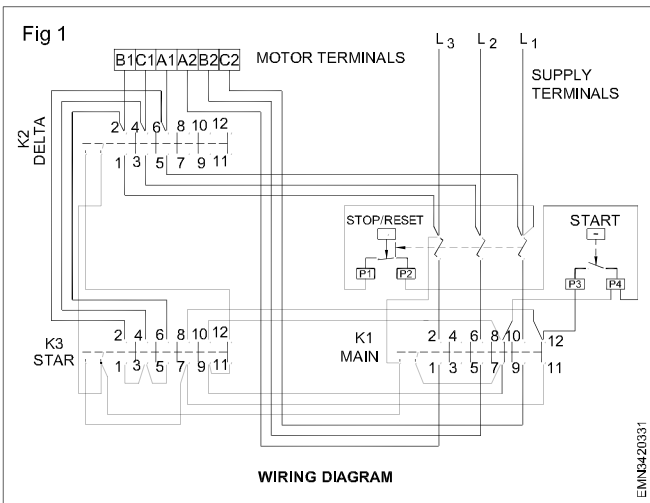 Fig 1
L3 L2 L1
B1 C1 A1 A2 B2 C2 MOTOR TERMINALS
SUPPLY
TERMINALS
K2
DELTA
2 4 6 8 10 12
1 3 5 7 9 11
STOP/RESET
START
P1 P2
P3 P4
K3
STAR
2 4 6 8 10 12
1 3 5 7 9 11
K1
MAIN
2 4 6 8 10 12
1 3 5 7 9 11
WIRING DIAGRAM
EMN3420331